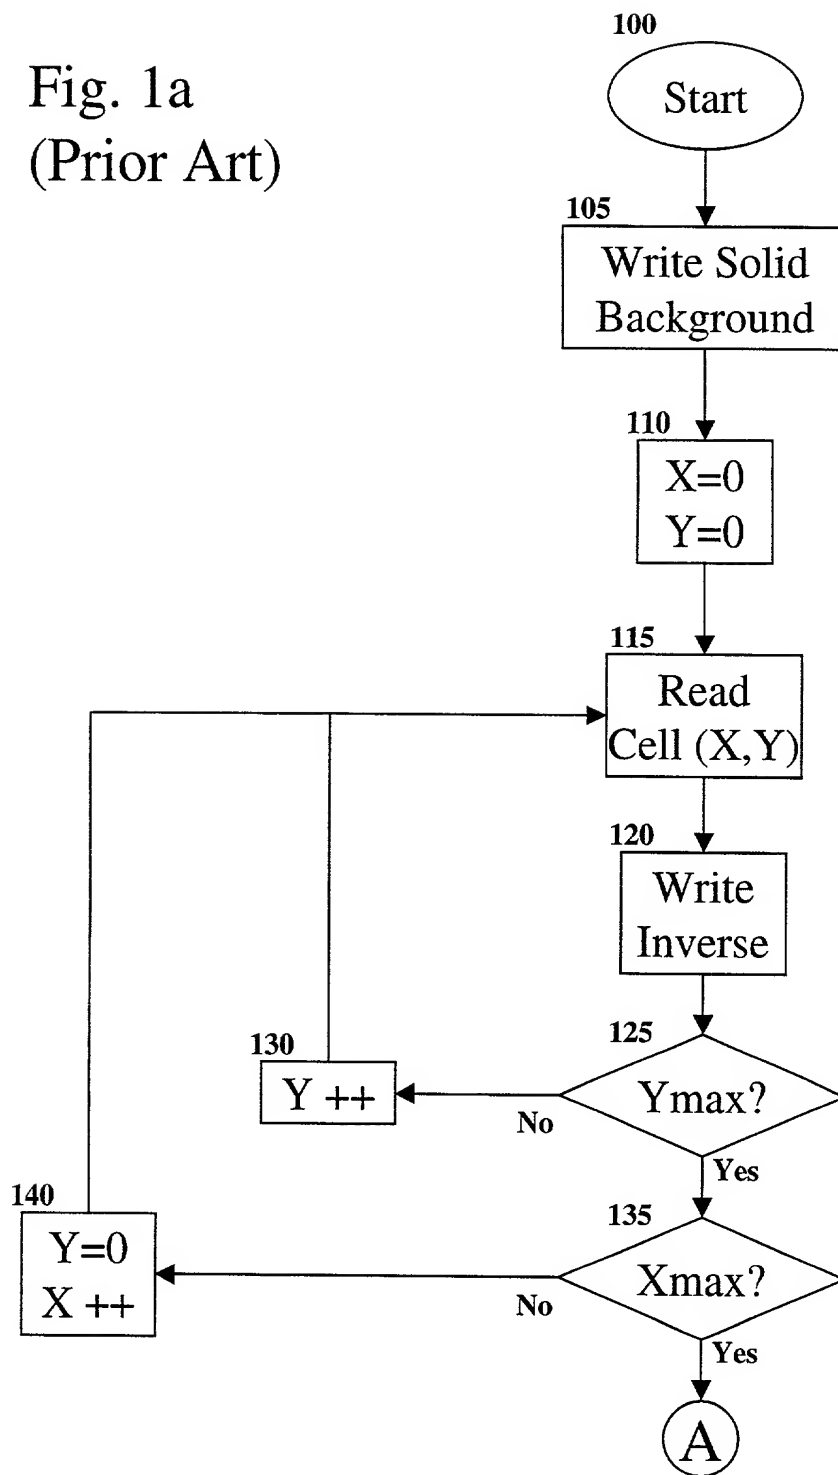 Fig. 1a
(Prior Art)
100
Start
105
Write Solid
Background
110
X=0
Y=0
115
Read
Cell (X,Y)
120
Write
Inverse
125
Ymax?
No
Yes
130
Y ++
135
Xmax?
No
Yes
140
Y=0
X ++
A